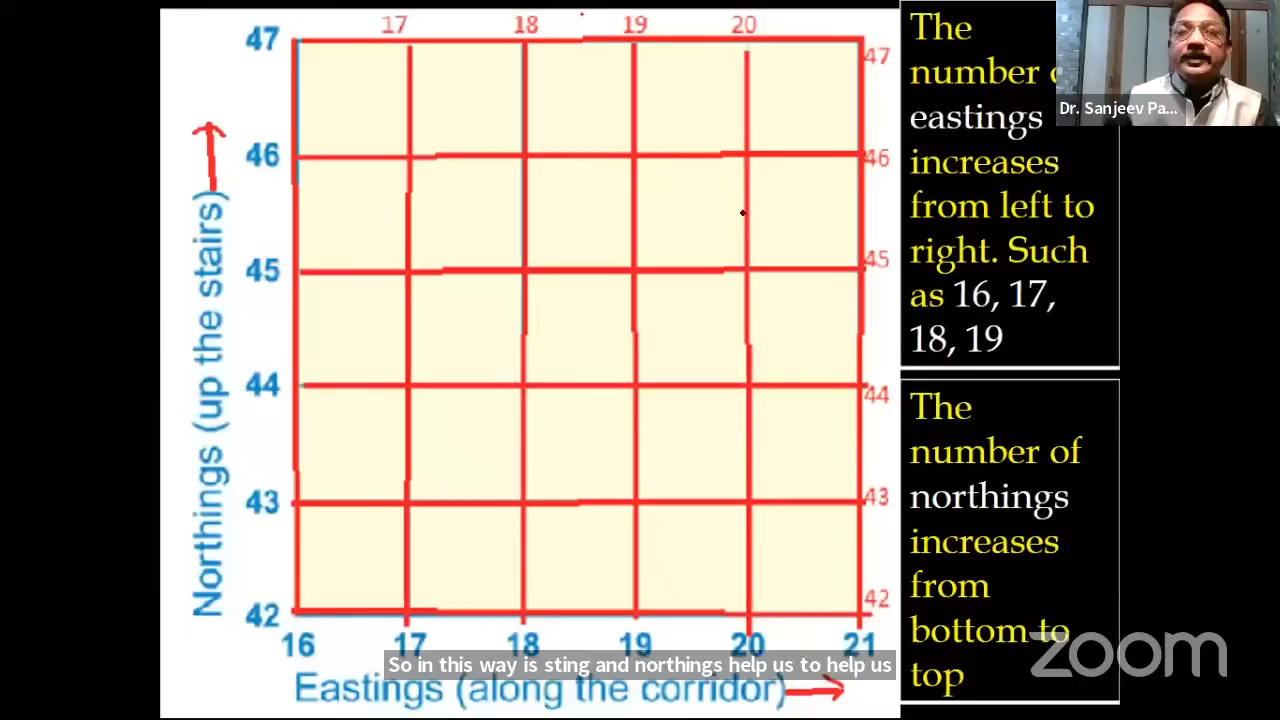 17 18 19 20
47 47
46 46
45 45
44 44
43 43
42 42
16 17 18 19 20 21
Northings (up the stairs)
Eastings (along the corridor)
So in this way is sting and northings help us to help us
The
number
eastings
increases
from left to
right. Such
as 16, 17,
18, 19
The
number of
northings
increases
from
bottom to
top
Dr. Sanjeev Pa...
zoom